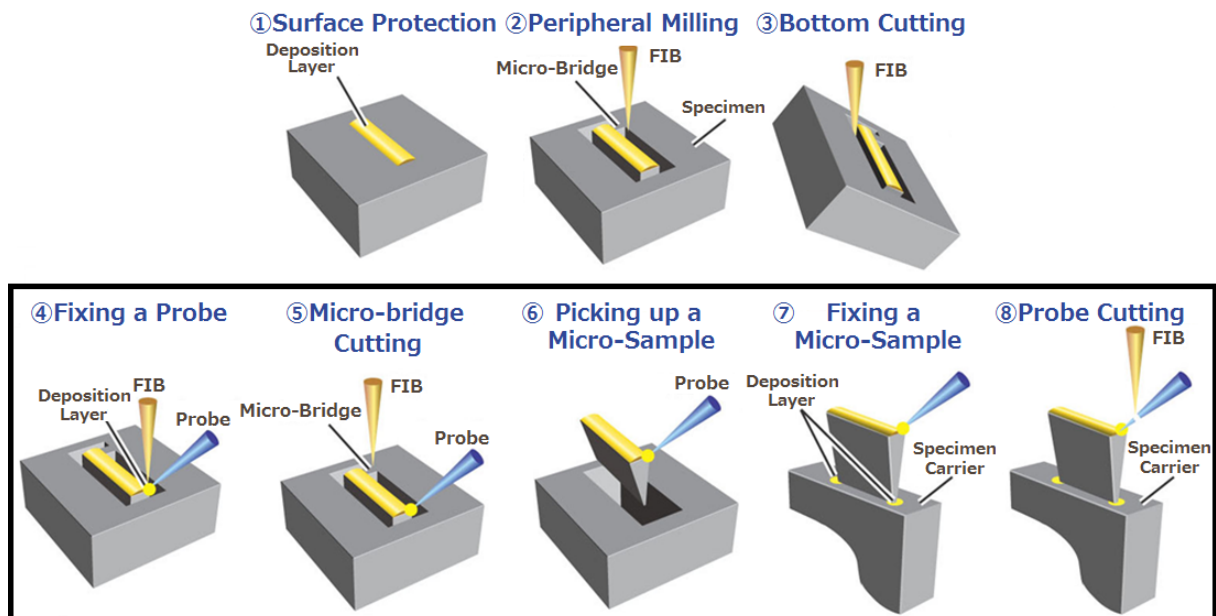 ①Surface Protection
Deposition
Layer
②Peripheral Milling
FIB
Micro-Bridge
Specimen
③Bottom Cutting
FIB
④Fixing a Probe
Deposition
Layer
FIB
Probe
⑤Micro-bridge
Cutting
FIB
Micro-Bridge
Probe
⑥ Picking up a
Micro-Sample
Probe
⑦ Fixing a
Micro-Sample
Deposition
Layer
Specimen
Carrier
⑧Probe Cutting
FIB
Specimen
Carrier